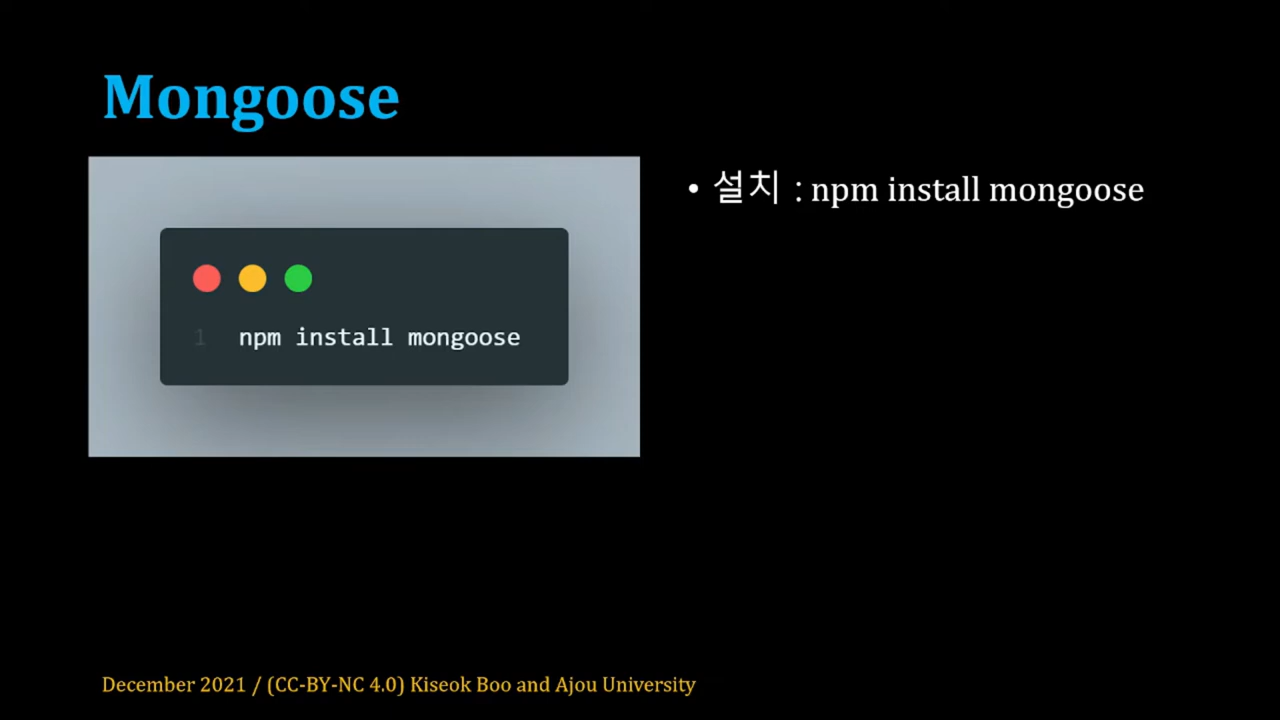 Mongoose
1 npm install mongoose
• 설치 : npm install mongoose
December 2021 / (CC-BY-NC 4.0) Kiseok Boo and Ajou University